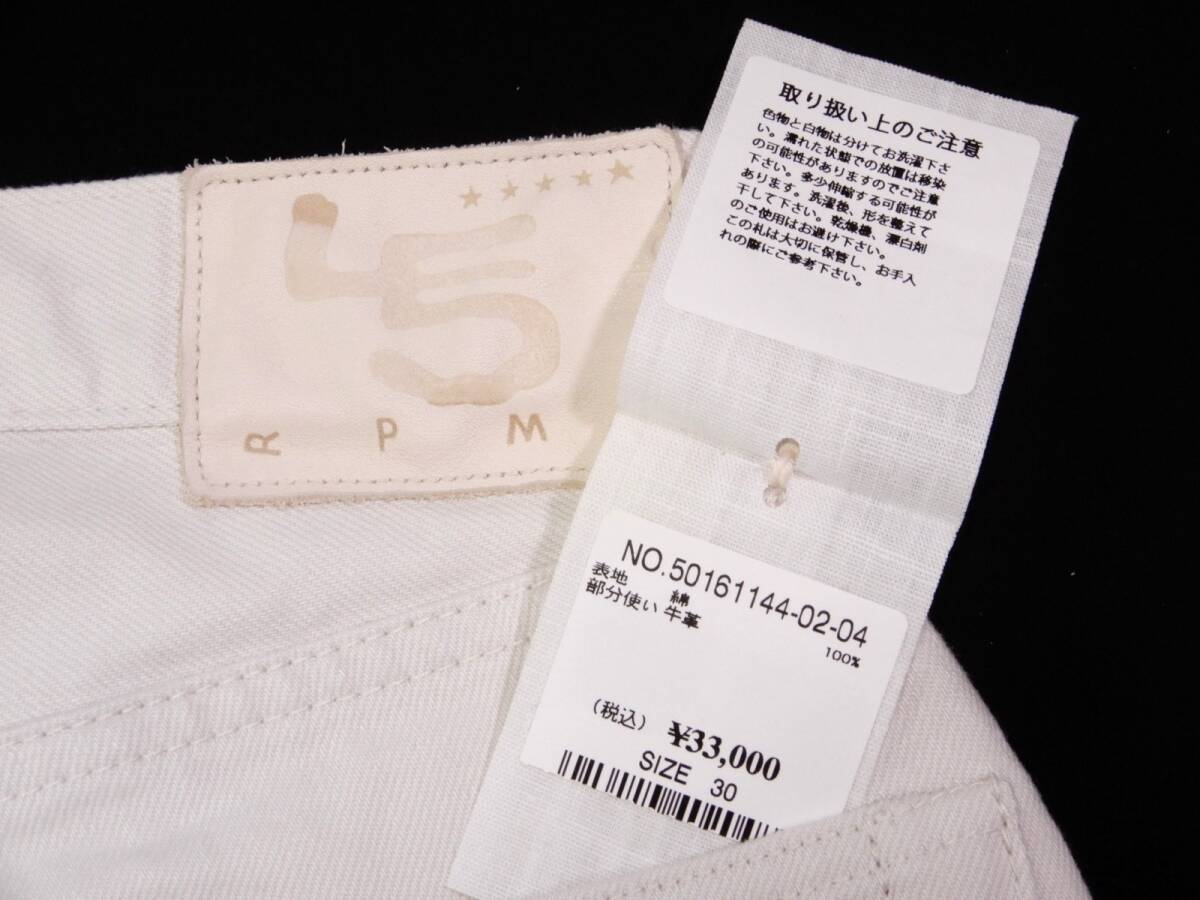 45
R P M
取り扱い上のご注意
色物と白物は分けてお洗濯下さ
い。濡れた状態での放置は移染
の可能性がありますのでご注意
下さい。多少伸縮する可能性が
あります。洗濯後、形を整えて
干して下さい。乾燥機、漂白剤
のご使用はお避け下さい。
この札は大切に保管し、お手入
れの際にご参考下さい。
NO.50161144-02-04
表地 綿 100%
部分使い 牛革
(税込) ¥33,000
SIZE 30